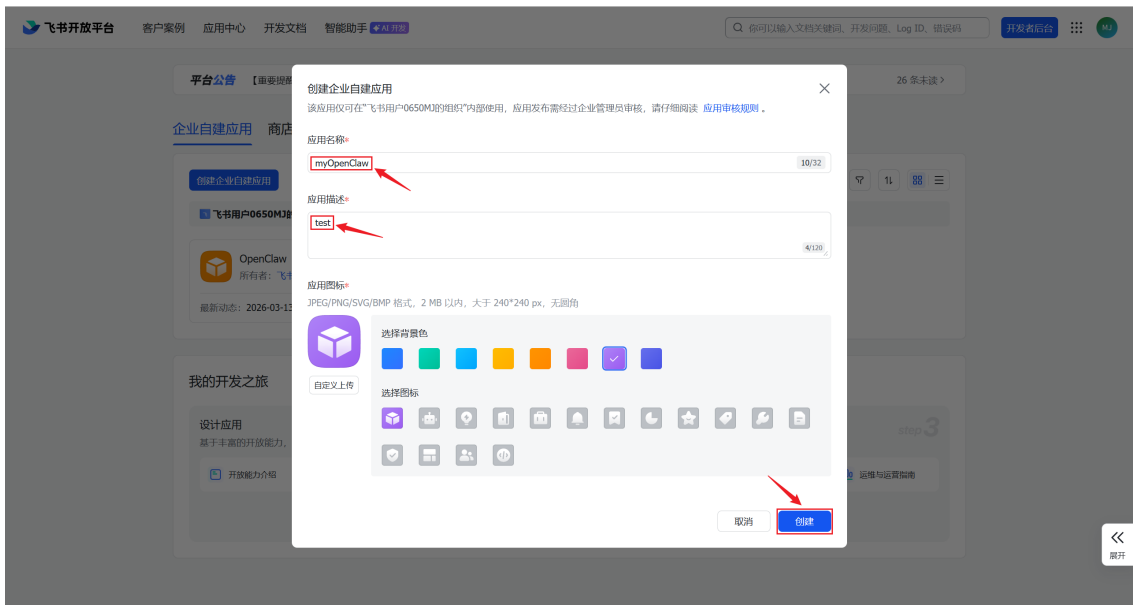 飞书开放平台 客户案例 应用中心 开发文档 智能助手 AI 开发 你可以输入文档关键词、开发问题、Log ID、错误码 开发者后台 MJ
平台公告 【重要提醒 26 条未读 >
企业自建应用 商店
创建企业自建应用
飞书用户0650MJ的
OpenClaw
所有者：飞书
最新动态：2026-03-13
我的开发之旅
设计应用
基于丰富的开放能力，
开放能力介绍
step 3
运维与运营指南
创建企业自建应用
该应用仅可在"飞书用户0650MJ的组织"内部使用，应用发布需经过企业管理员审核，请仔细阅读 应用审核规则 。
应用名称*
myOpenClaw 10/32
应用描述*
test
4/120
应用图标*
JPEG/PNG/SVG/BMP 格式，2 MB 以内，大于 240*240 px，无圆角
选择背景色
自定义上传
选择图标
取消 创建
展开